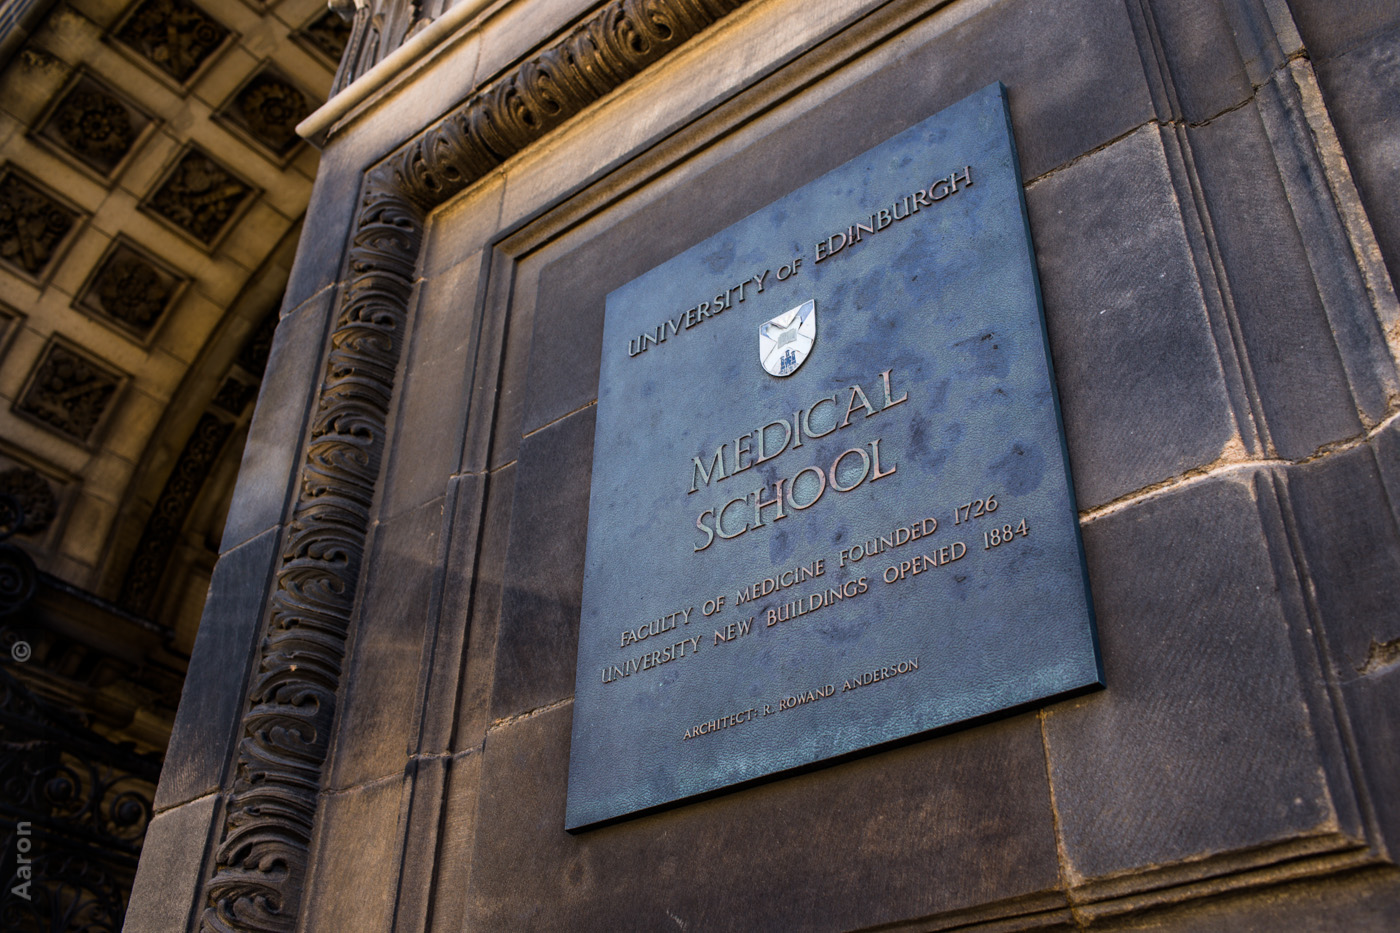 UNIVERSITY OF EDINBURGH
MEDICAL
SCHOOL
FACULTY OF MEDICINE FOUNDED 1726
UNIVERSITY NEW BUILDINGS OPENED 1884
ARCHITECT: R. ROWAND ANDERSON
© Aaron